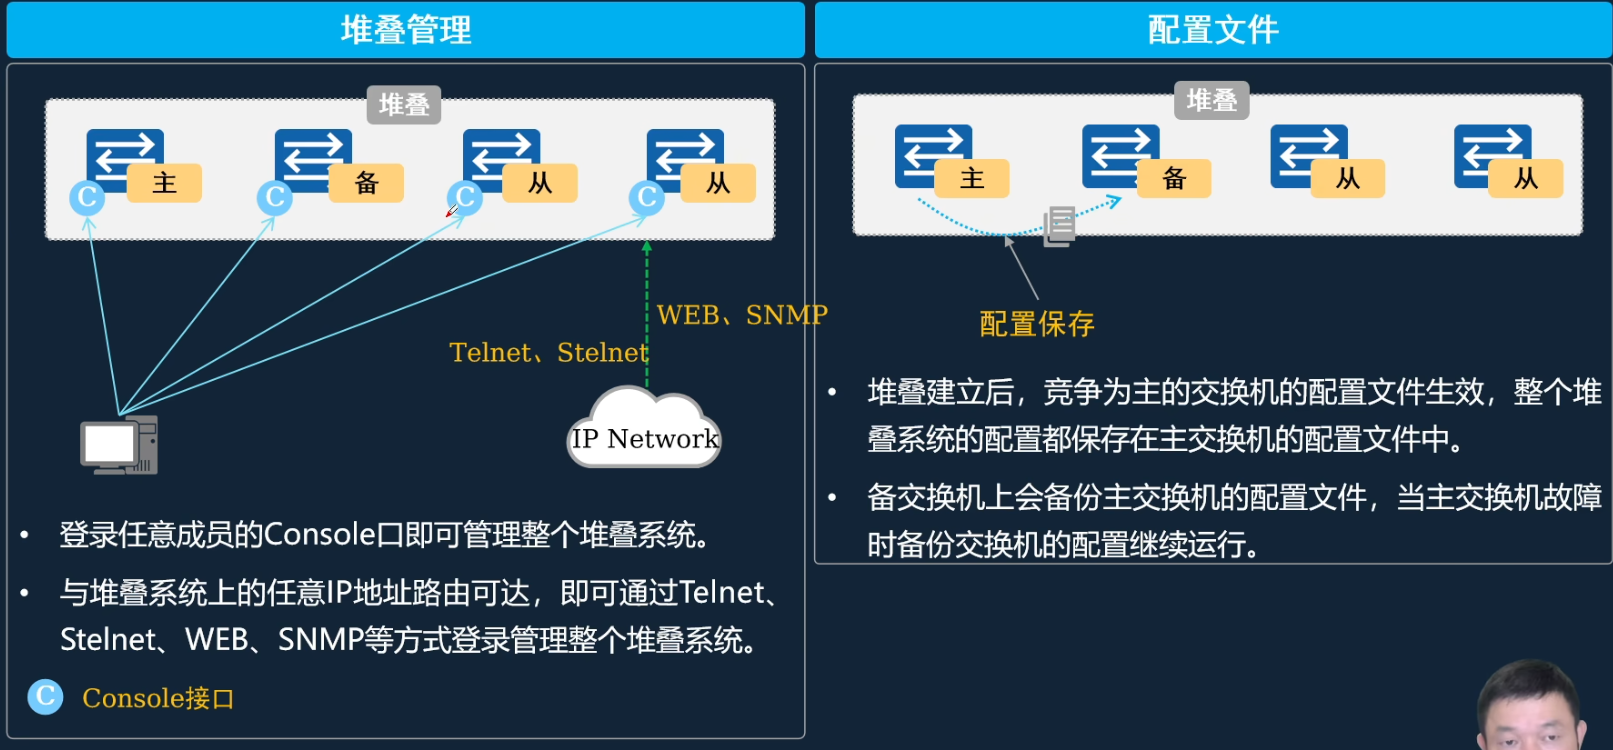 堆叠管理
堆叠
主
备
从
从
C
C
C
C
WEB、SNMP
Telnet、Stelnet
IP Network
• 登录任意成员的Console口即可管理整个堆叠系统。
• 与堆叠系统上的任意IP地址路由可达，即可通过Telnet、
Stelnet、WEB、SNMP等方式登录管理整个堆叠系统。
C Console接口
配置文件
堆叠
主
备
从
从
配置保存
• 堆叠建立后，竞争为主的交换机的配置文件生效，整个堆
叠系统的配置都保存在主交换机的配置文件中。
• 备交换机上会备份主交换机的配置文件，当主交换机故障
时备份交换机的配置继续运行。